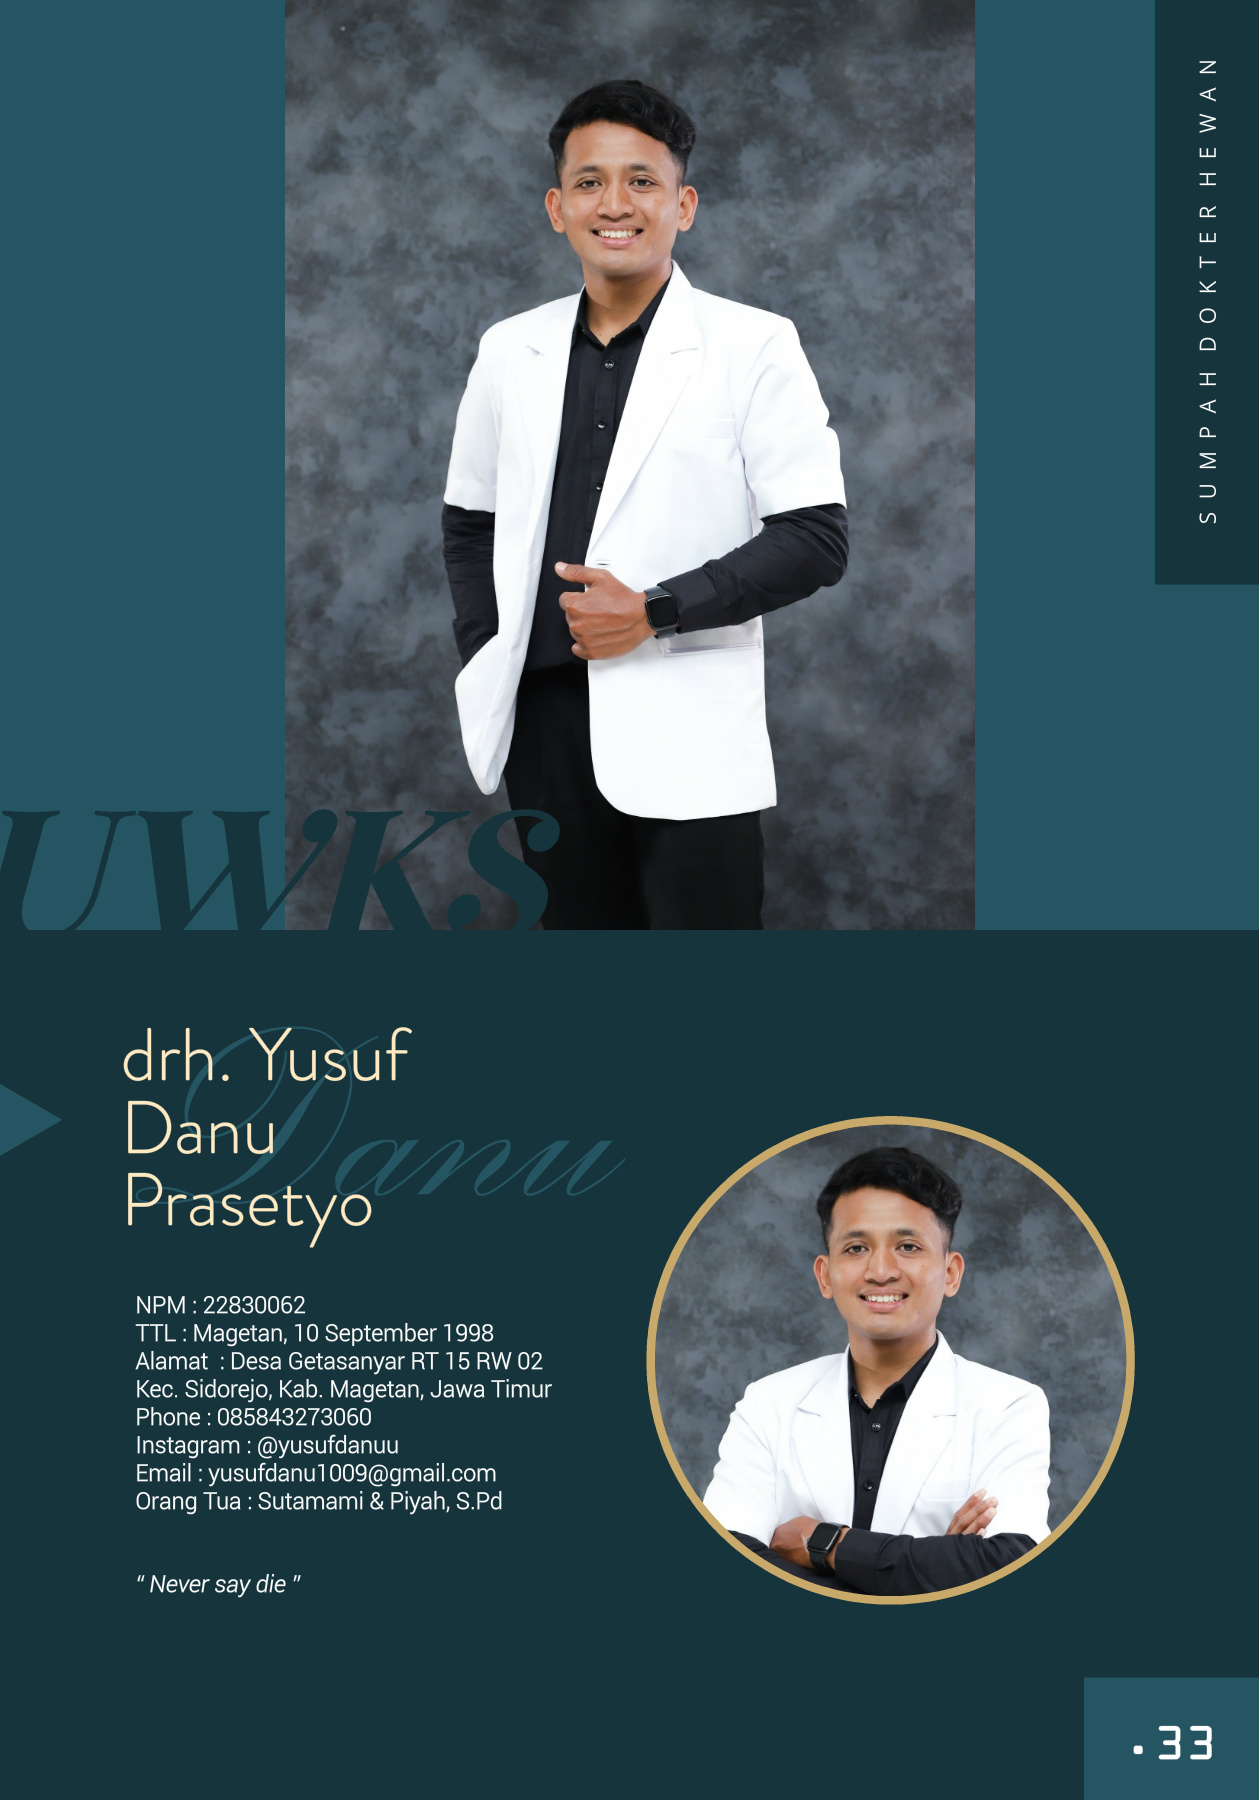 SUMPAH DOKTER HEWAN
UWKS
drh. Yusuf
Danu
Prasetyo
Danu
NPM : 22830062
TTL : Magetan, 10 September 1998
Alamat : Desa Getasanyar RT 15 RW 02
Kec. Sidorejo, Kab. Magetan, Jawa Timur
Phone : 085843273060
Instagram : @yusufdanuu
Email : yusufdanu1009@gmail.com
Orang Tua : Sutamami & Piyah, S.Pd
“ Never say die ”
.33